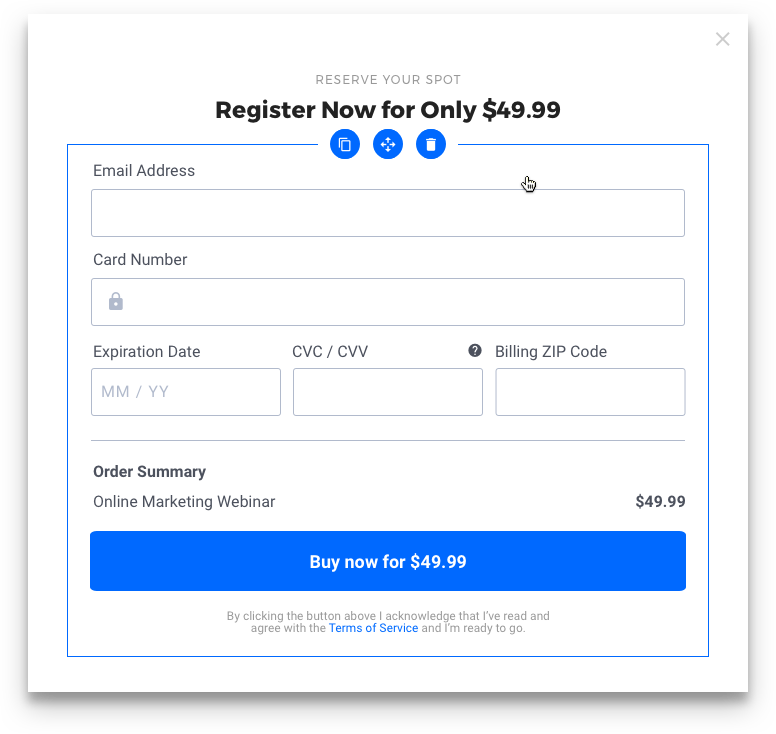 RESERVE YOUR SPOT
Register Now for Only $49.99
Email Address
Card Number
Expiration Date
CVC / CVV
?
Billing ZIP Code
MM / YY
Order Summary
Online Marketing Webinar
$49.99
Buy now for $49.99
By clicking the button above I acknowledge that I've read and
agree with the Terms of Service and I'm ready to go.